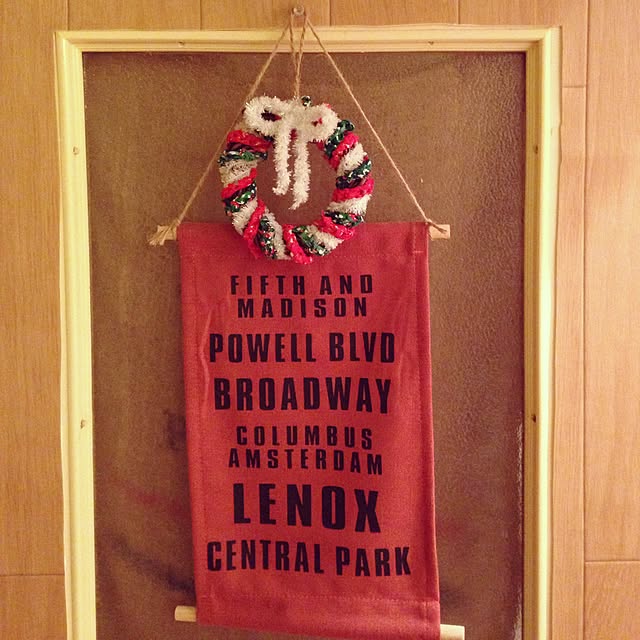 FIFTH AND
MADISON
POWELL BLVD
BROADWAY
COLUMBUS
AMSTERDAM
LENOX
CENTRAL PARK